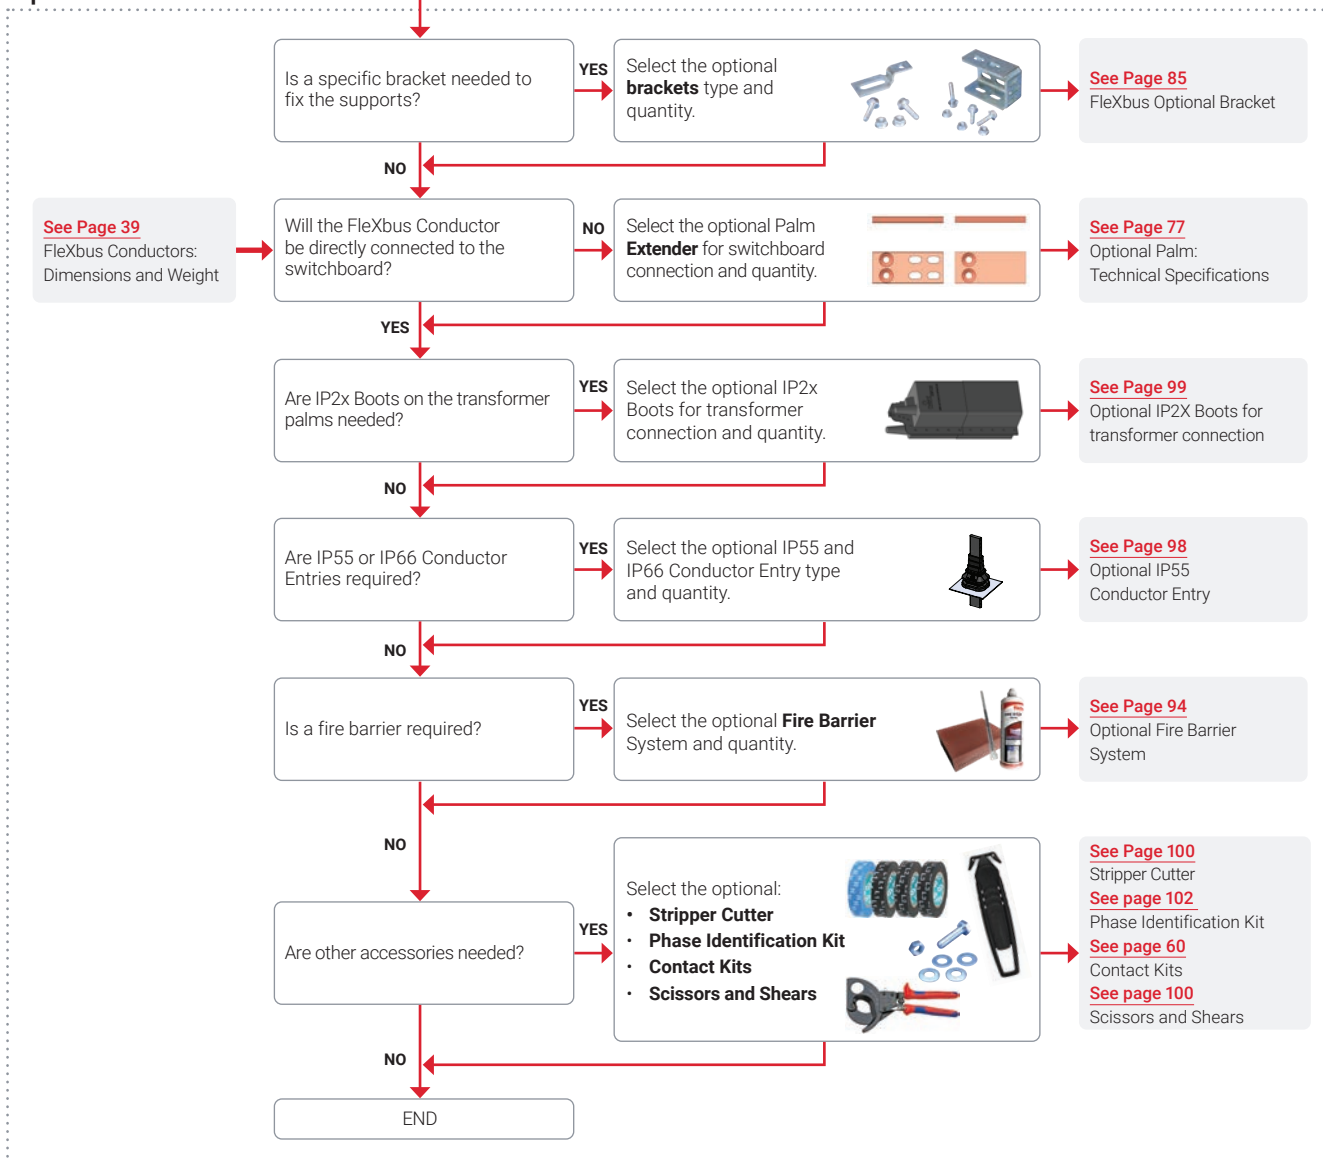 Is a specific bracket needed to
fix the supports?
YES
Select the optional
brackets type and
quantity.
See Page 85
FleXbus Optional Bracket
NO
See Page 39
FleXbus Conductors:
Dimensions and Weight
Will the FleXbus Conductor
be directly connected to the
switchboard?
NO
Select the optional Palm
Extender for switchboard
connection and quantity.
See Page 77
Optional Palm:
Technical Specifications
YES
Are IP2x Boots on the transformer
palms needed?
YES
Select the optional IP2x
Boots for transformer
connection and quantity.
See Page 99
Optional IP2X Boots for
transformer connection
NO
Are IP55 or IP66 Conductor
Entries required?
YES
Select the optional IP55 and
IP66 Conductor Entry type
and quantity.
See Page 98
Optional IP55
Conductor Entry
NO
Is a fire barrier required?
YES
Select the optional Fire Barrier
System and quantity.
See Page 94
Optional Fire Barrier
System
NO
Are other accessories needed?
YES
Select the optional:
• Stripper Cutter
• Phase Identification Kit
• Contact Kits
• Scissors and Shears
See Page 100
Stripper Cutter
See page 102
Phase Identification Kit
See page 60
Contact Kits
See page 100
Scissors and Shears
NO
END